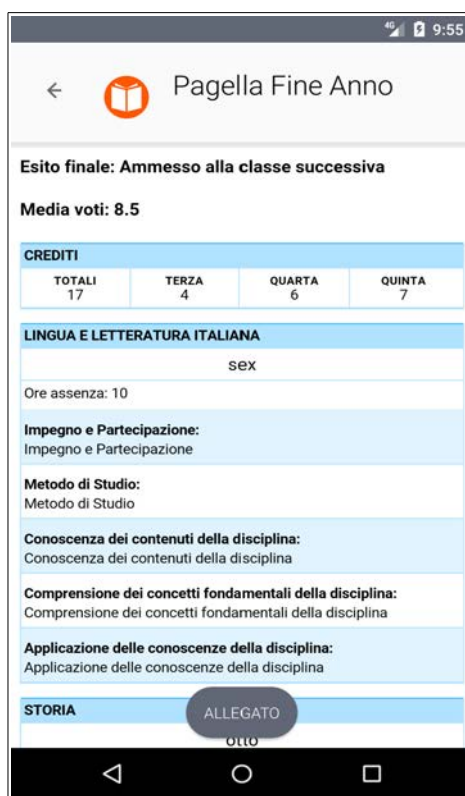 4G 9:55
Pagella Fine Anno
Esito finale: Ammesso alla classe successiva
Media voti: 8.5
CREDITI
TOTALI TERZA QUARTA QUINTA
17 4 6 7
LINGUA E LETTERATURA ITALIANA
sex
Ore assenza: 10
Impegno e Partecipazione:
Impegno e Partecipazione
Metodo di Studio:
Metodo di Studio
Conoscenza dei contenuti della disciplina:
Conoscenza dei contenuti della disciplina
Comprensione dei concetti fondamentali della disciplina:
Comprensione dei concetti fondamentali della disciplina
Applicazione delle conoscenze della disciplina:
Applicazione delle conoscenze della disciplina
STORIA
ALLEGATO
otto